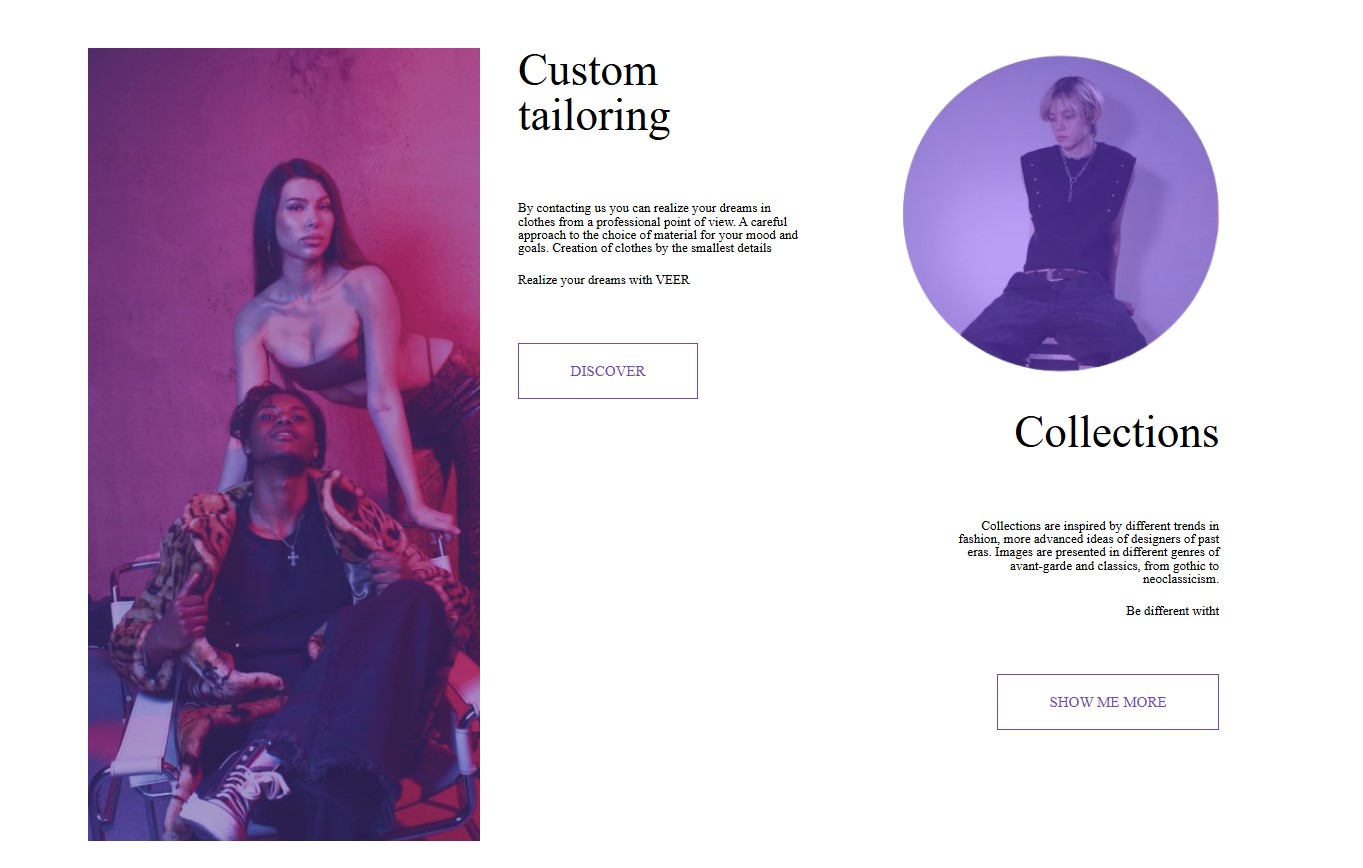 Custom
tailoring
By contacting us you can realize your dreams in
clothes from a professional point of view. A careful
approach to the choice of material for your mood and
goals. Creation of clothes by the smallest details
Realize your dreams with VEER
DISCOVER
Collections
Collections are inspired by different trends in
fashion, more advanced ideas of designers of past
eras. Images are presented in different genres of
avant-garde and classics, from gothic to
neoclassicism.
Be different witht
SHOW ME MORE